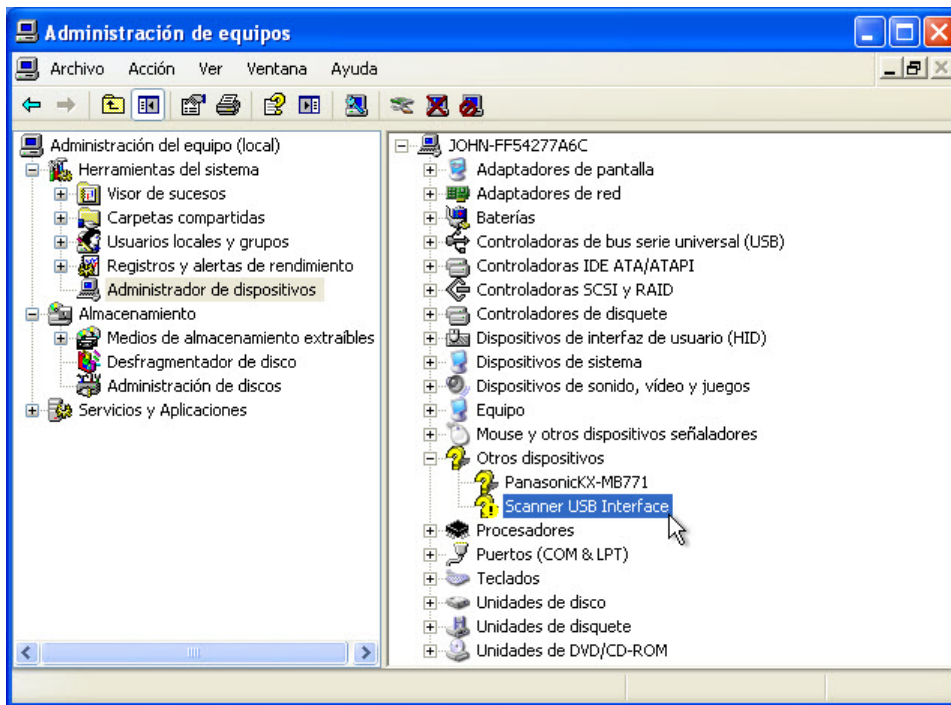 Administración de equipos
Archivo Acción Ver Ventana Ayuda
Administración del equipo (local)
Herramientas del sistema
Visor de sucesos
Carpetas compartidas
Usuarios locales y grupos
Registros y alertas de rendimiento
Administrador de dispositivos
Almacenamiento
Medios de almacenamiento extraíbles
Desfragmentador de disco
Administración de discos
Servicios y Aplicaciones
JOHN-FF54277A6C
Adaptadores de pantalla
Adaptadores de red
Baterías
Controladoras de bus serie universal (USB)
Controladoras IDE ATA/ATAPI
Controladoras SCSI y RAID
Controladores de disquete
Dispositivos de interfaz de usuario (HID)
Dispositivos de sistema
Dispositivos de sonido, vídeo y juegos
Equipo
Mouse y otros dispositivos señaladores
Otros dispositivos
PanasonicKX-MB771
Scanner USB Interface
Procesadores
Puertos (COM & LPT)
Teclados
Unidades de disco
Unidades de disquete
Unidades de DVD/CD-ROM